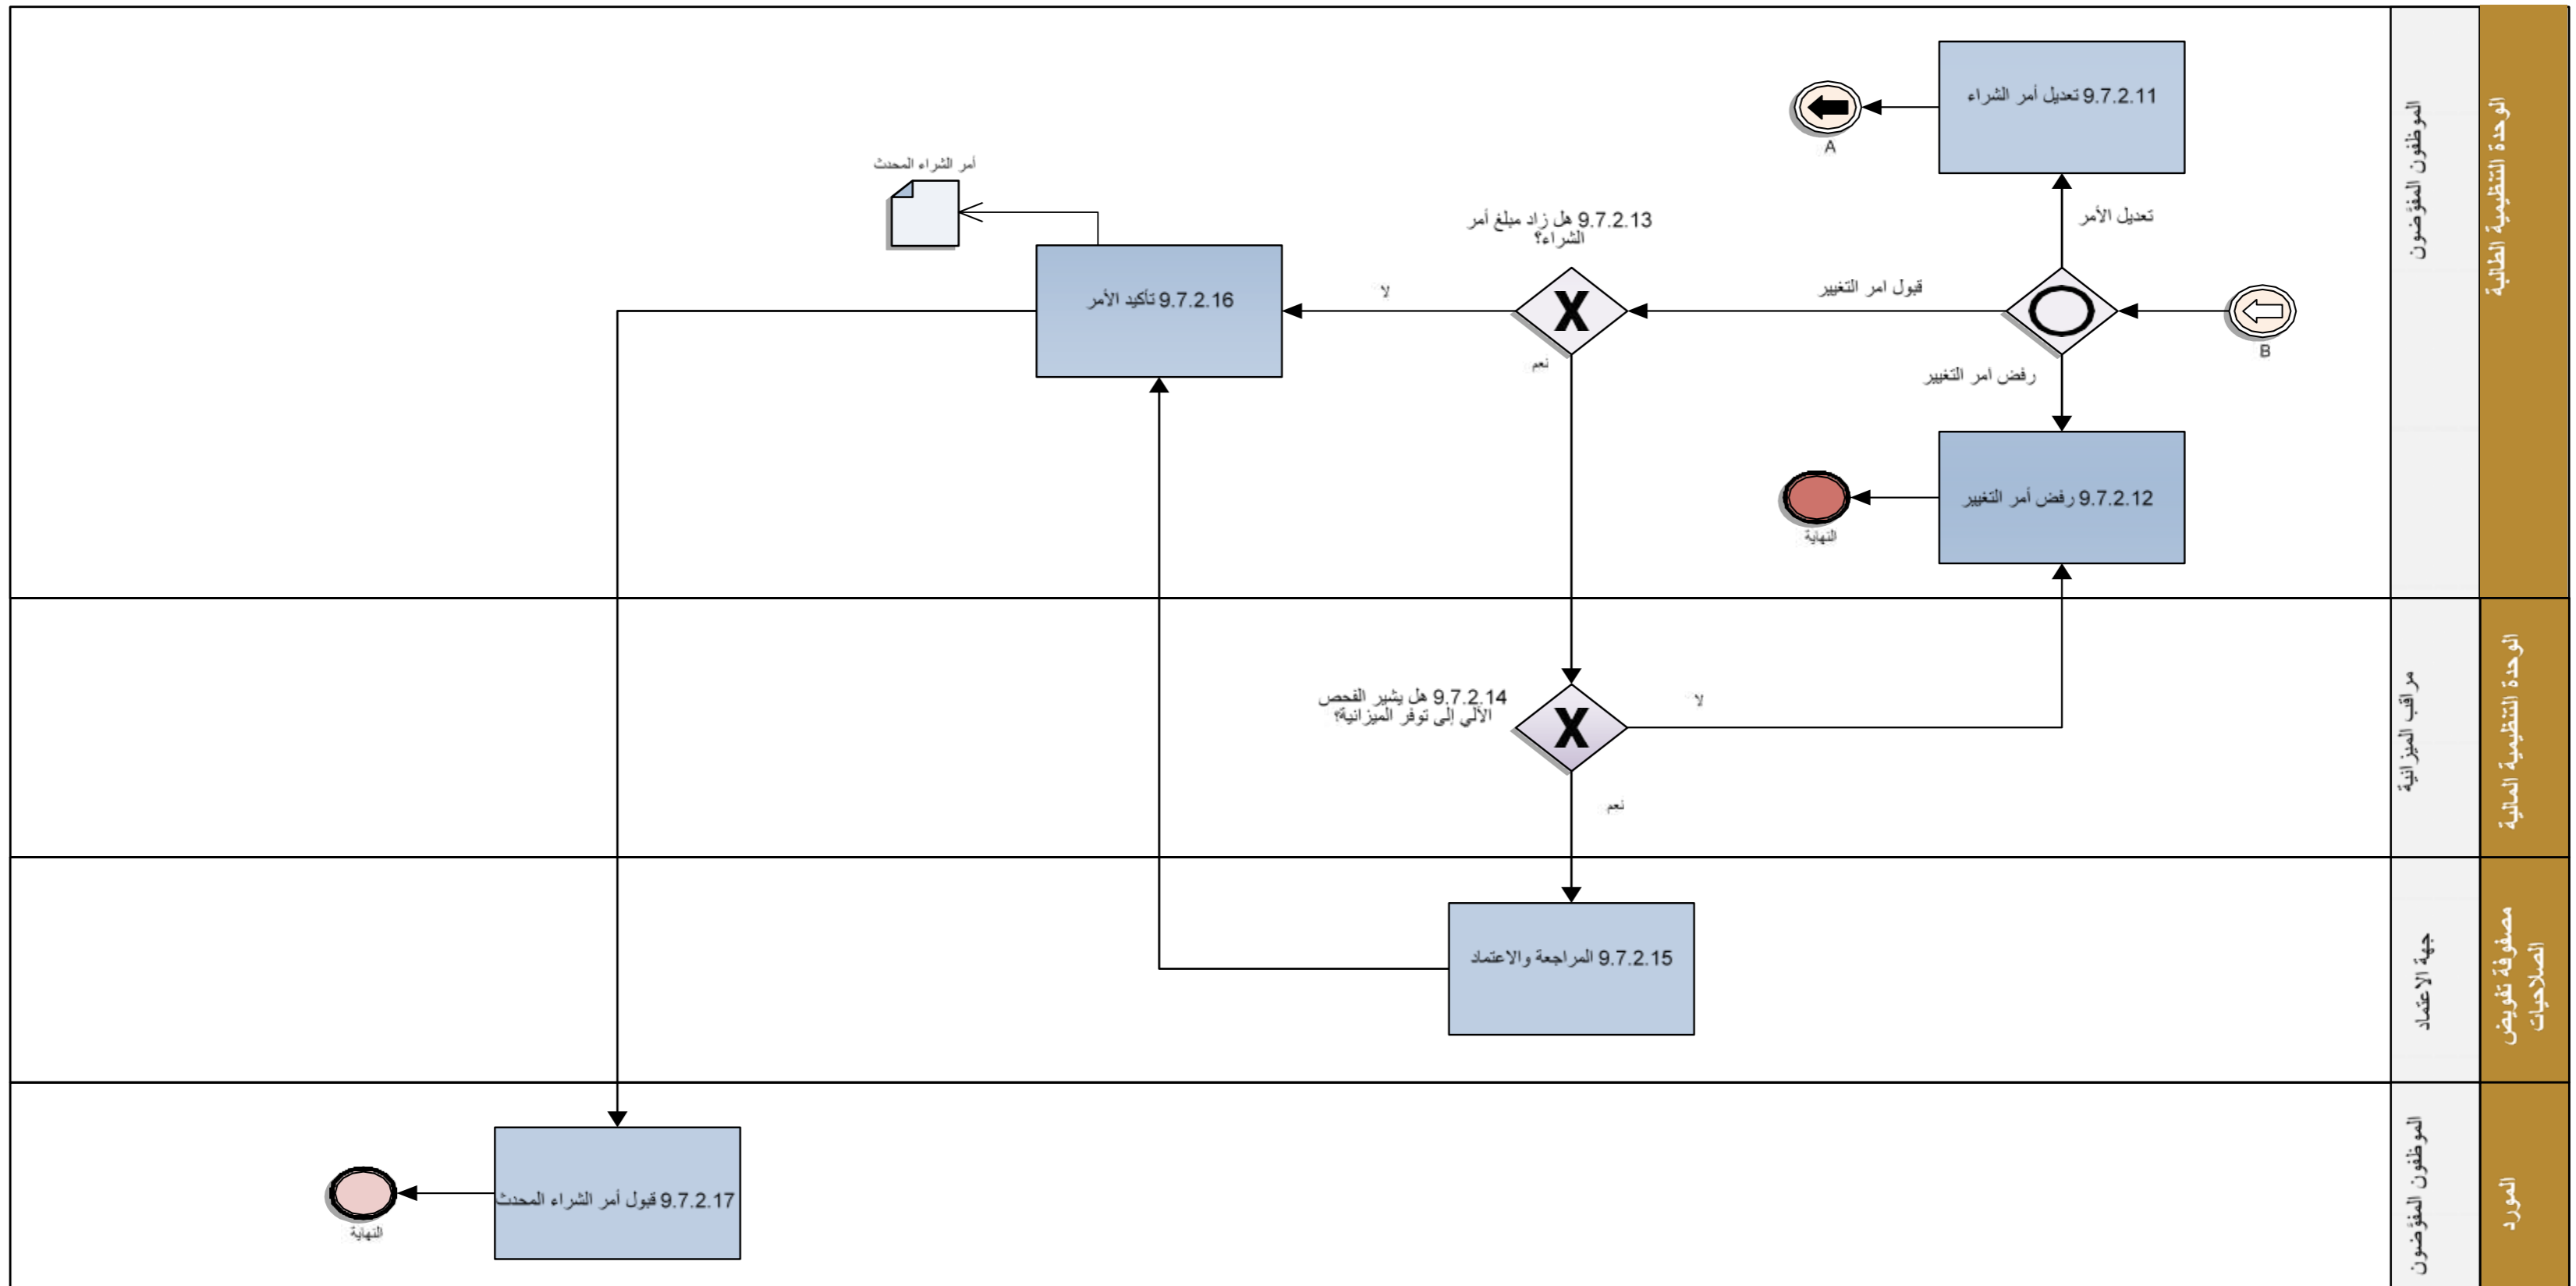 الوحدة التنظيمية الطالبة
الموظفون المفوّضون
9.7.2.11 تعديل أمر الشراء
A
تعديل الأمر
B
قبول امر التغيير
رفض امر التغيير
9.7.2.12 رفض أمر التغيير
النهاية
9.7.2.13 هل زاد مبلغ أمر
الشراء؟
لا
نعم
9.7.2.16 تأكيد الأمر
أمر الشراء المحدث
الوحدة التنظيمية المالية
مراقب الميزانية
9.7.2.14 هل يشير الفحص
الآلي إلى توفر الميزانية؟
لا
نعم
مصفوفة تفويض
الصلاحيات
جهة الاعتماد
9.7.2.15 المراجعة والاعتماد
المورد
الموظفون المفوّضون
9.7.2.17 قبول أمر الشراء المحدث
النهاية